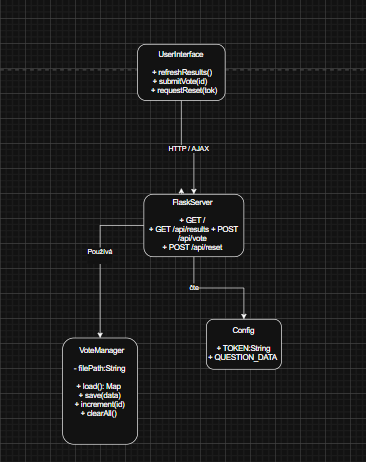 UserInterface
+ refreshResults()
+ submitVote(id)
+ requestReset(tok)
HTTP / AJAX
FlaskServer
+ GET /
+ GET /api/results + POST
/api/vote
+ POST /api/reset
Používá
čte
Config
+ TOKEN:String
+ QUESTION_DATA
VoteManager
- filePath:String
+ load(): Map
+ save(data)
+ increment(id)
+ clearAll()